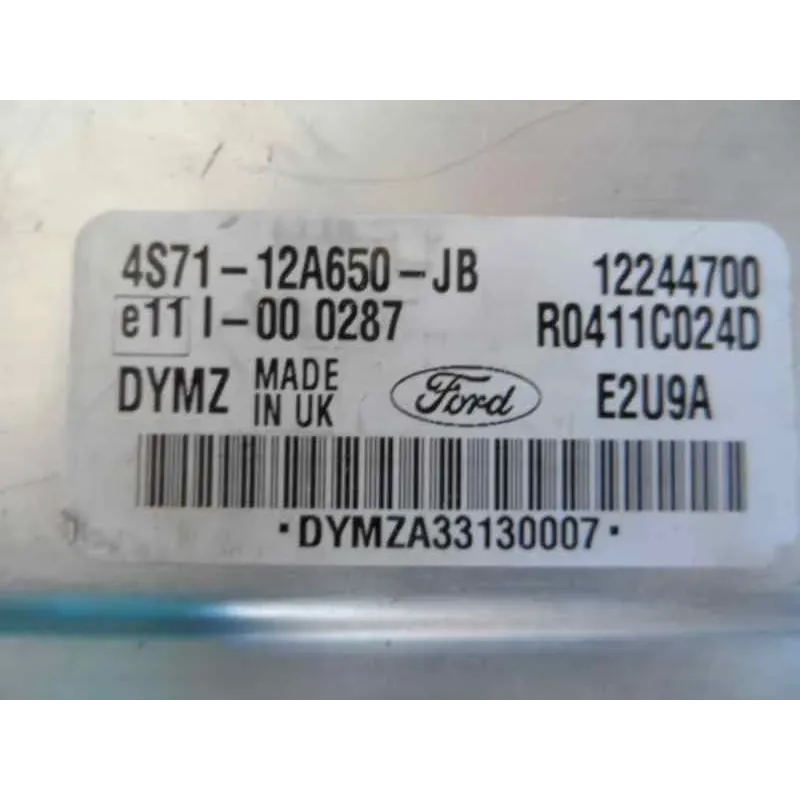 4S71-12A650-JB 12244700
e11 I-00 0287 R0411C024D
DYMZ MADE IN UK Ford E2U9A
·DYMZA33130007·